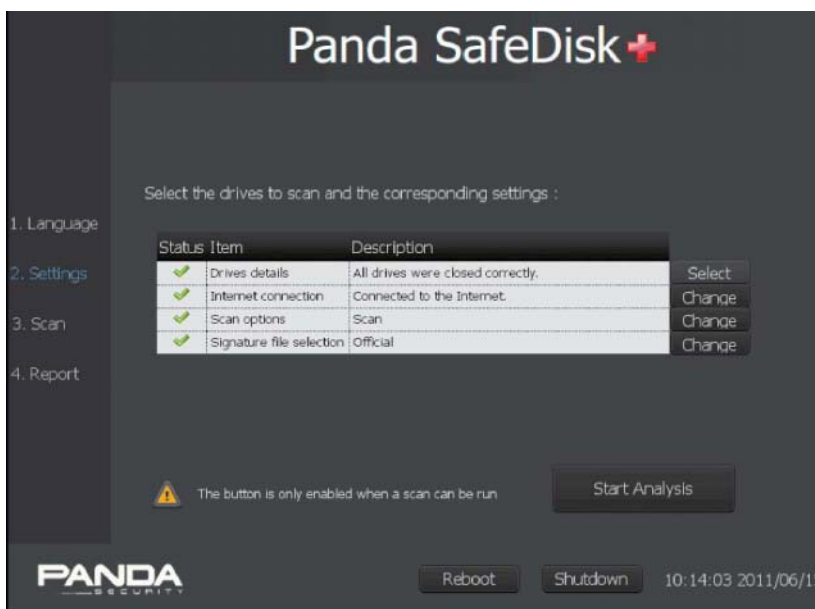 Panda SafeDisk
Select the drives to scan and the corresponding settings :
1. Language
2. Settings
3. Scan
4. Report
Status Item Description
Drives details All drives were closed correctly. Select
Internet connection Connected to the Internet. Change
Scan options Scan Change
Signature file selection Official Change
The button is only enabled when a scan can be run
Start Analysis
PANDA
SECURITY
Reboot Shutdown 10:14:03